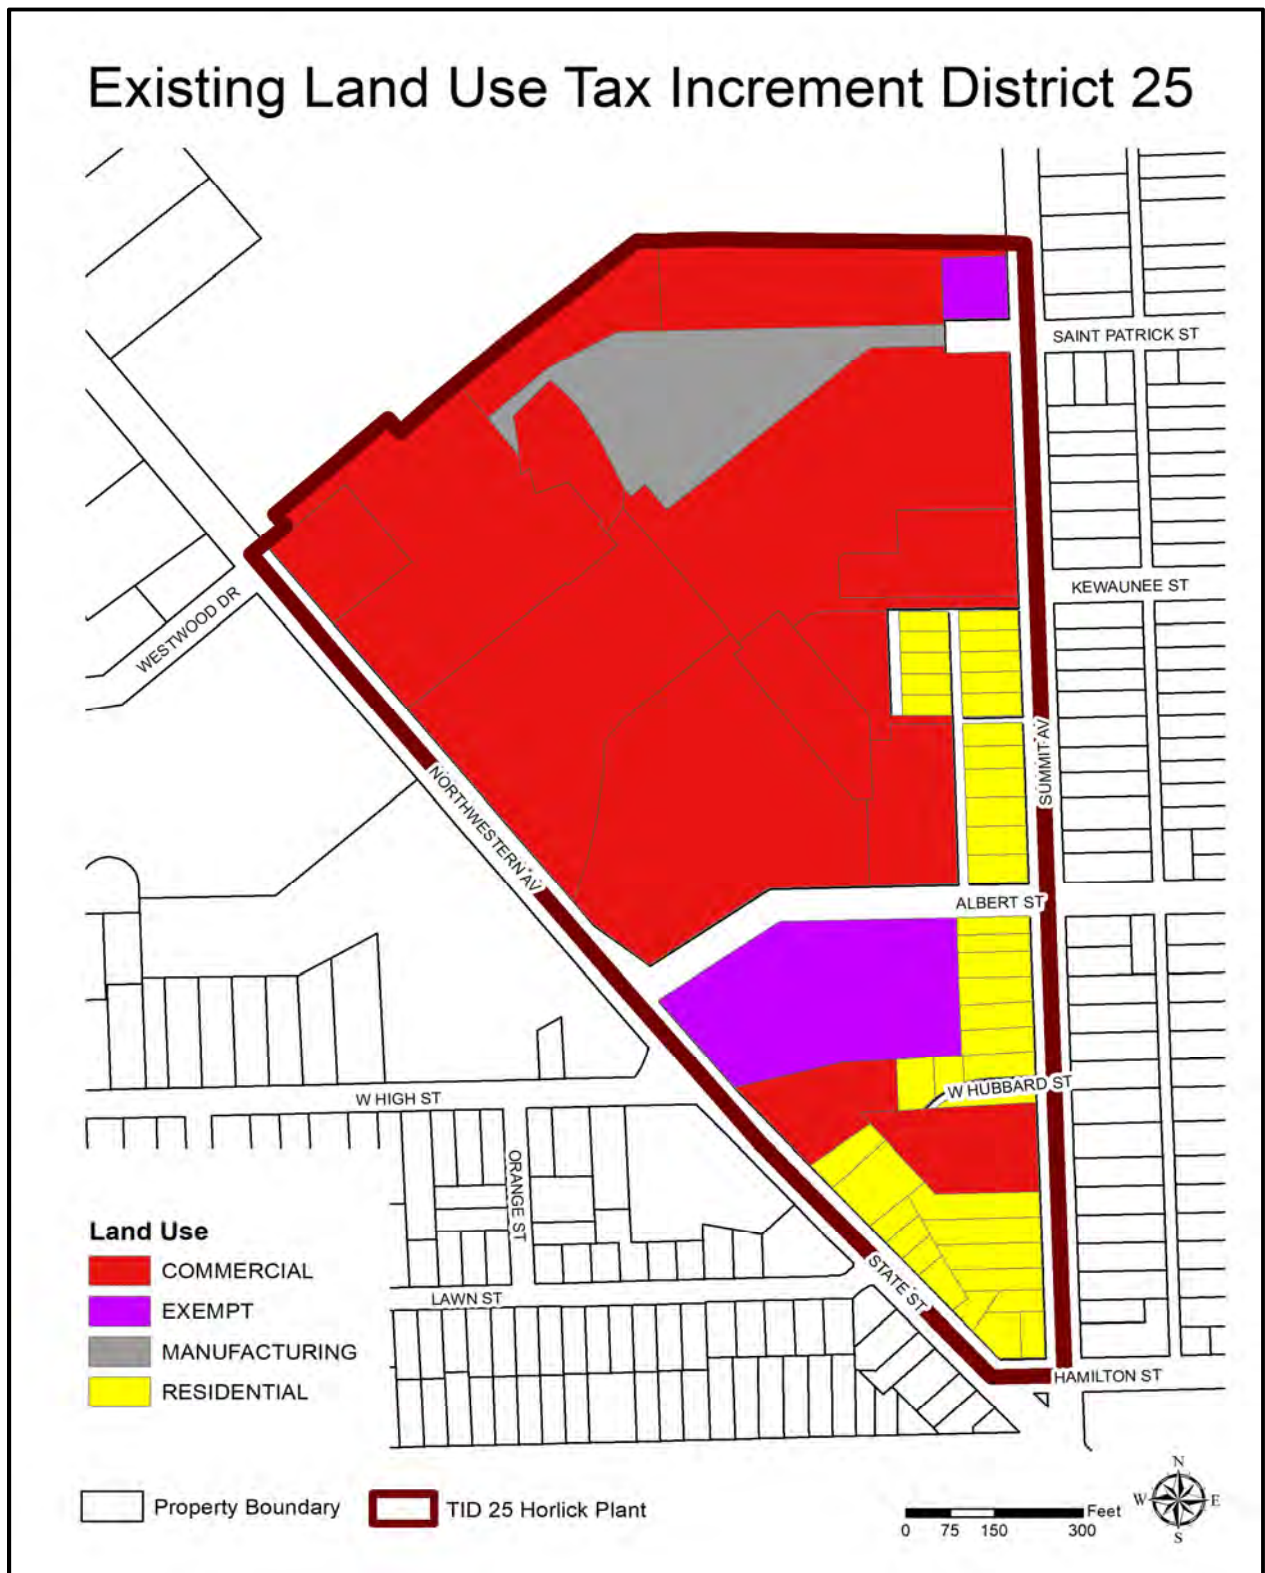 Existing Land Use Tax Increment District 25
SAINT PATRICK ST
KEWAUNEE ST
WESTWOOD DR
SUMMIT AV
NORTHWESTERN AV
ALBERT ST
W HUBBARD ST
W HIGH ST
ORANGE ST
STATE ST
LAWN ST
HAMILTON ST
Land Use
COMMERCIAL
EXEMPT
MANUFACTURING
RESIDENTIAL
Property Boundary
TID 25 Horlick Plant
Feet
0 75 150 300
N
W E
S